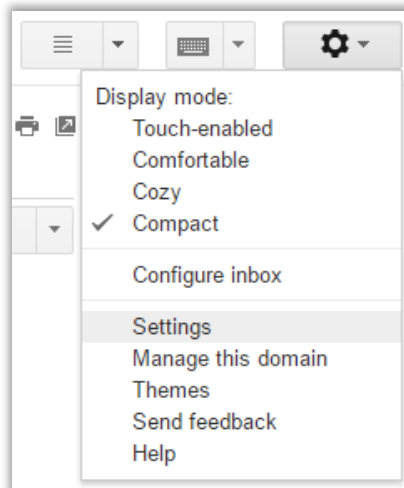 Display mode:
Touch-enabled
Comfortable
Cozy
Compact
Configure inbox
Settings
Manage this domain
Themes
Send feedback
Help